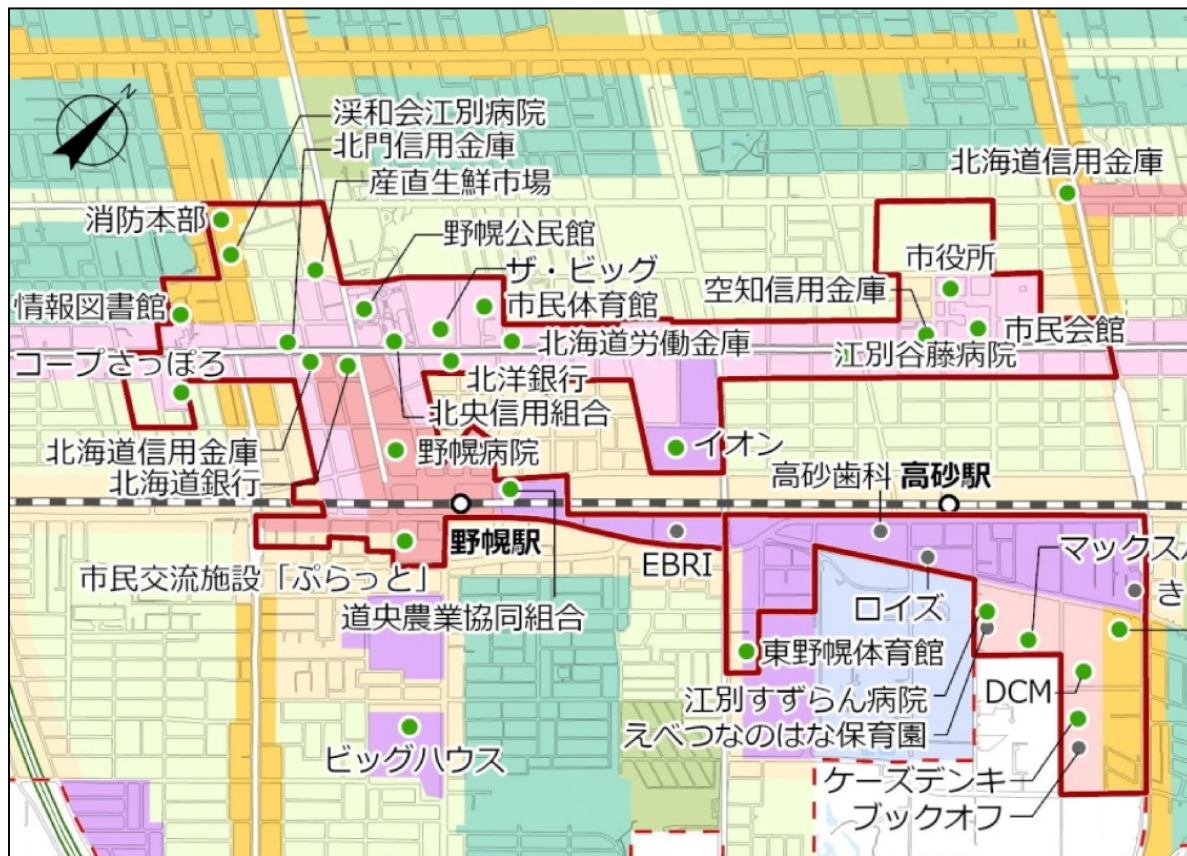 N
渓和会江別病院
北門信用金庫
産直生鮮市場
北海道信用金庫
消防本部
野幌公民館
ザ・ビッグ
市役所
情報図書館
市民体育館
空知信用金庫
北海道労働金庫
市民会館
江別谷藤病院
コープさっぽろ
北洋銀行
北央信用組合
北海道信用金庫
野幌病院
イオン
北海道銀行
高砂歯科
高砂駅
野幌駅
EBRI
マックス
市民交流施設「ぷらっと」
ロイズ
き
道央農業協同組合
東野幌体育館
江別すずらん病院
DCM
えべつなのはな保育園
ビッグハウス
ケーズデンキ
ブックオフ